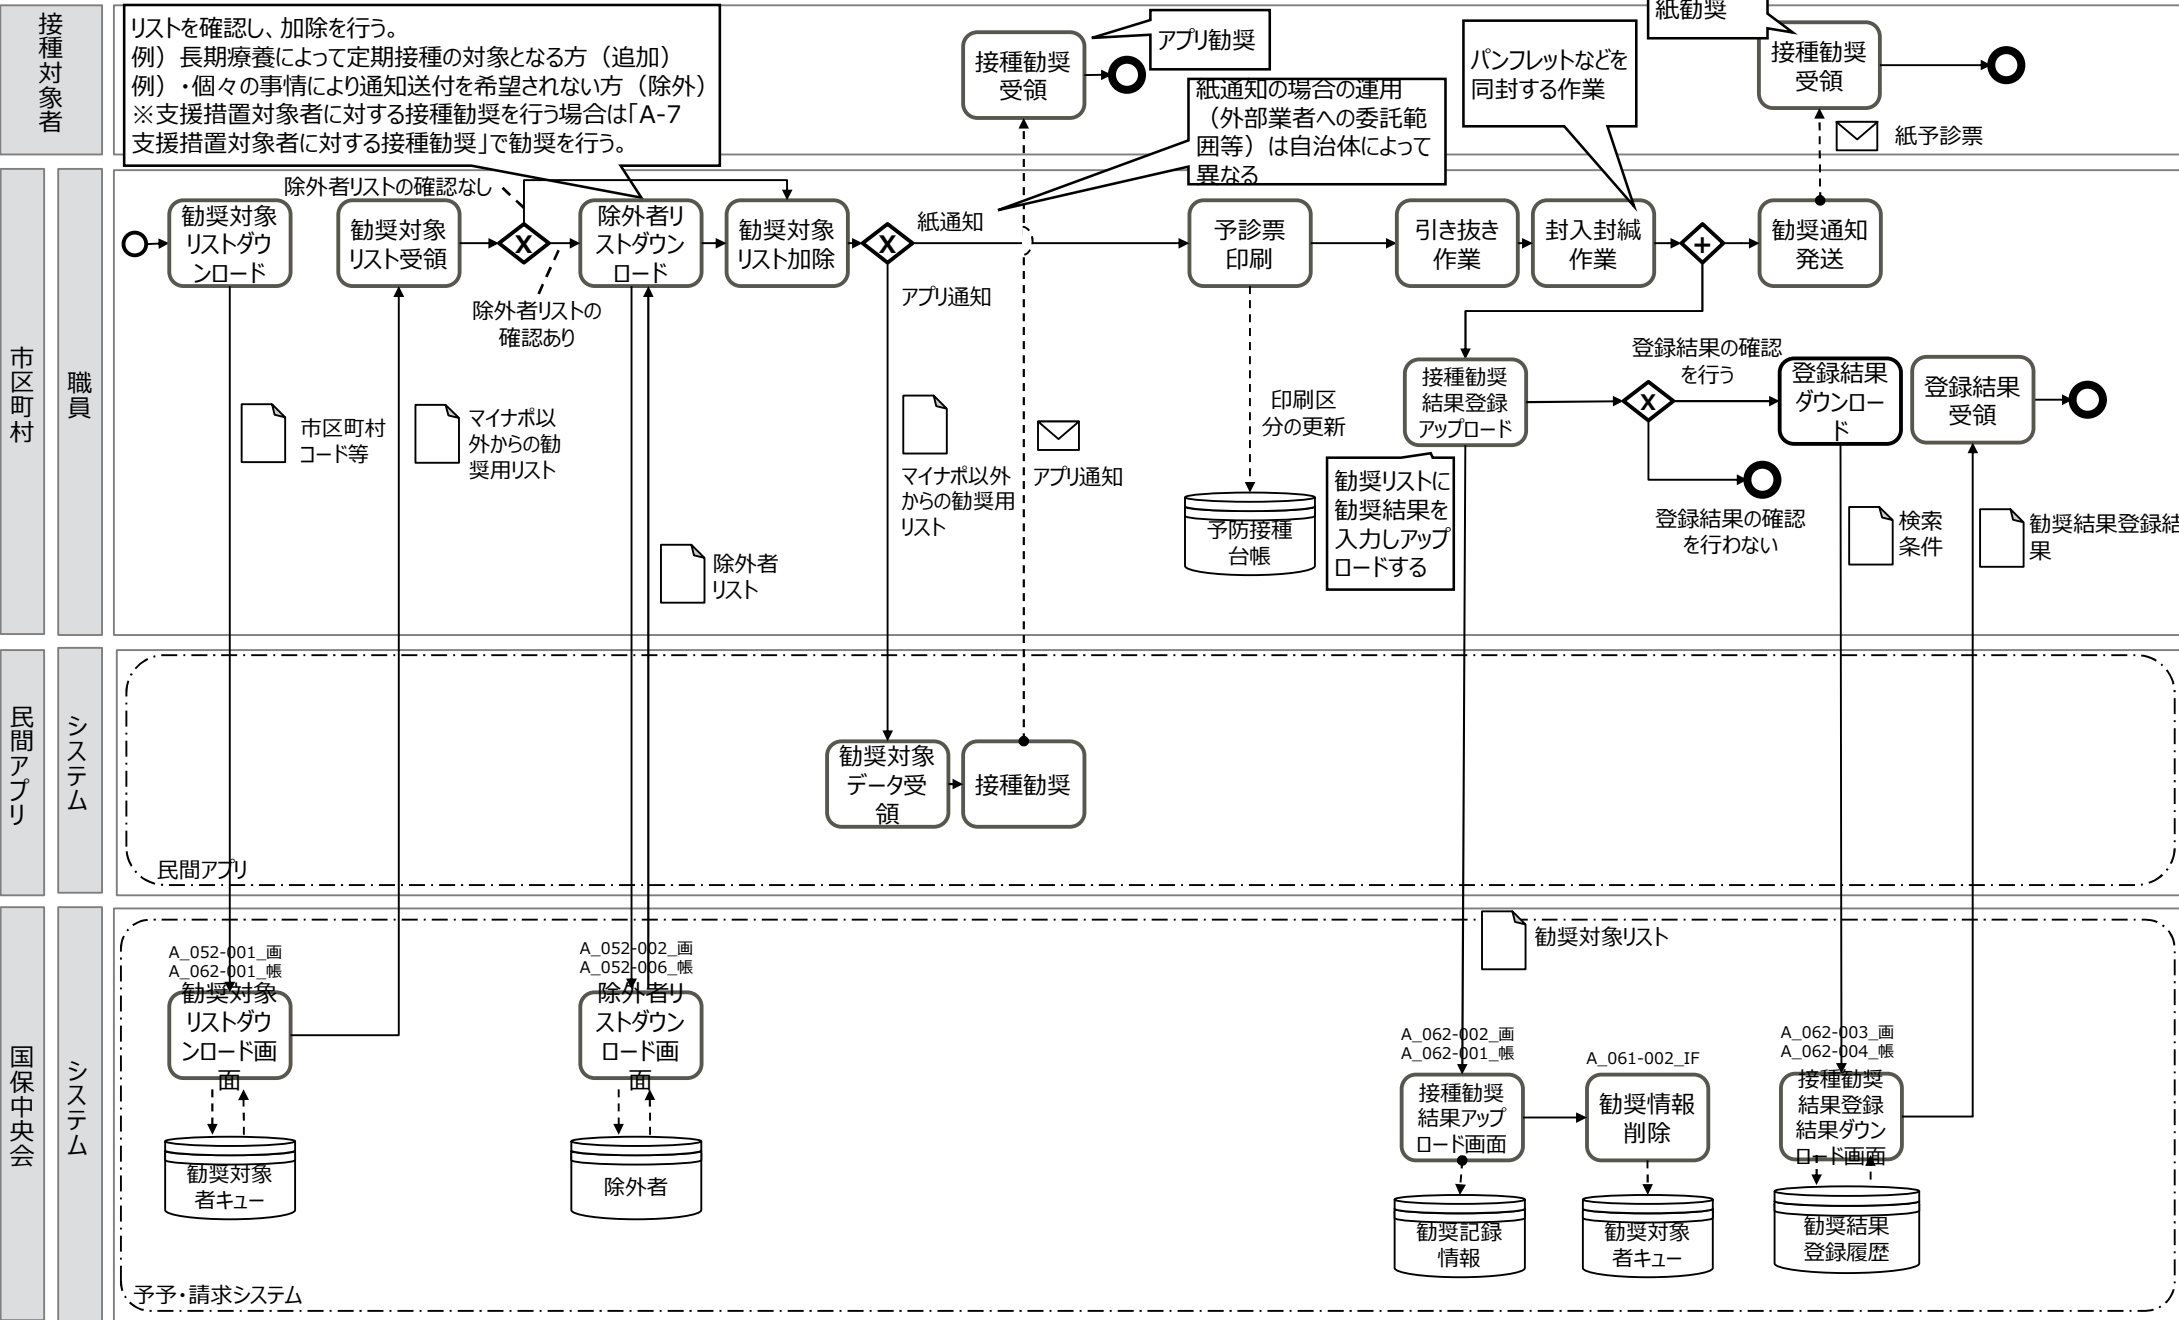 接種対象者
リストを確認し、加除を行う。
例）長期療養によって定期接種の対象となる方（追加）
例）・個々の事情により通知送付を希望されない方（除外）
※支援措置対象者に対する接種勧奨を行う場合は「A-7
支援措置対象者に対する接種勧奨」で勧奨を行う。
接種勧奨
受領
アプリ勧奨
紙通知の場合の運用
（外部業者への委託範
囲等）は自治体によって
異なる
パンフレットなどを
同封する作業
紙勧奨
接種勧奨
受領
紙予診票
市区町村
職員
除外者リストの確認なし
勧奨対象
リストダウ
ンロード
勧奨対象
リスト受領
X
除外者リストの
確認あり
除外者リ
ストダウン
ロード
勧奨対象
リスト加除
X
紙通知
アプリ通知
予診票
印刷
引き抜き
作業
封入封緘
作業
+
勧奨通知
発送
市区町村
コード等
マイナポ以
外からの勧
奨用リスト
除外者
リスト
マイナポ以外
からの勧奨用
リスト
アプリ通知
印刷区
分の更新
予防接種
台帳
接種勧奨
結果登録
アップロード
勧奨リストに
勧奨結果を
入力しアップ
ロードする
登録結果の確認
を行う
X
登録結果の確認
を行わない
登録結果
ダウンロー
ド
登録結果
受領
検索
条件
勧奨結果登録結
果
民間アプリ
システム
勧奨対象
データ受
領
接種勧奨
民間アプリ
国保中央会
システム
A_052-001_画
A_062-001_帳
勧奨対象
リストダウ
ンロード画
面
勧奨対象
者キュー
A_052-002_画
A_052-006_帳
除外者リ
ストダウン
ロード画
面
除外者
勧奨対象リスト
A_062-002_画
A_062-001_帳
接種勧奨
結果アップ
ロード画面
勧奨記録
情報
A_061-002_IF
勧奨情報
削除
勧奨対象
者キュー
A_062-003_画
A_062-004_帳
接種勧奨
結果登録
結果ダウン
ロード画面
勧奨結果
登録履歴
予予・請求システム